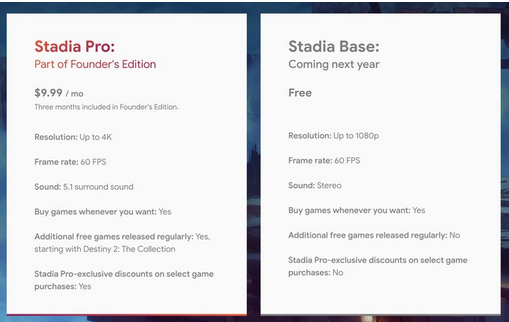 Stadia Pro:
Part of Founder's Edition
$9.99 / mo
Three months included in Founder's Edition.
Resolution: Up to 4K
Frame rate: 60 FPS
Sound: 5.1 surround sound
Buy games whenever you want: Yes
Additional free games released regularly: Yes,
starting with Destiny 2: The Collection
Stadia Pro-exclusive discounts on select game
purchases: Yes
Stadia Base:
Coming next year
Free
Resolution: Up to 1080p
Frame rate: 60 FPS
Sound: Stereo
Buy games whenever you want: Yes
Additional free games released regularly: No
Stadia Pro-exclusive discounts on select game
purchases: No